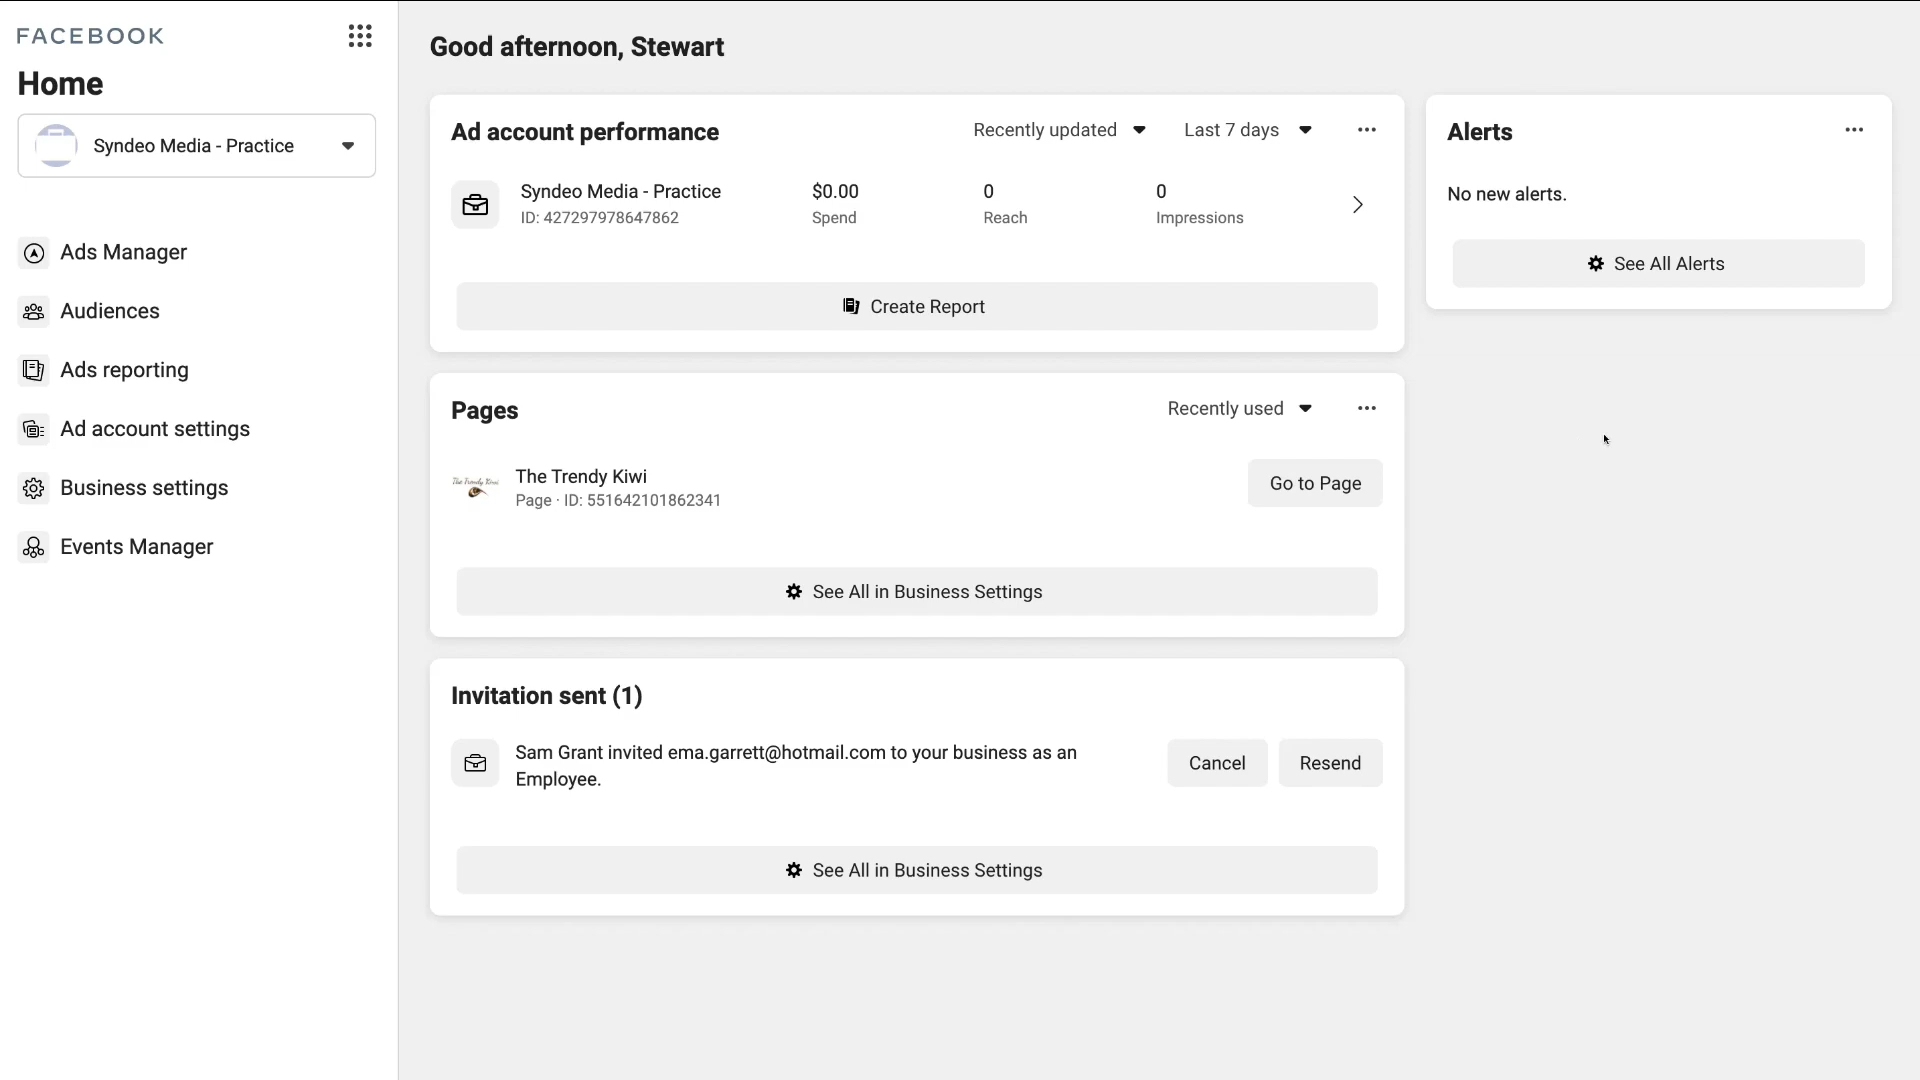 FACEBOOK
Home
Syndeo Media - Practice
Ads Manager
Audiences
Ads reporting
Ad account settings
Business settings
Events Manager
Good afternoon, Stewart
Ad account performance
Recently updated
Last 7 days
Syndeo Media - Practice
ID: 427297978647862
$0.00
Spend
0
Reach
0
Impressions
Create Report
Pages
Recently used
The Trendy Kiwi
The Trendy Kiwi
Page · ID: 551642101862341
Go to Page
See All in Business Settings
Invitation sent (1)
Sam Grant invited ema.garrett@hotmail.com to your business as an
Employee.
Cancel
Resend
See All in Business Settings
Alerts
No new alerts.
See All Alerts